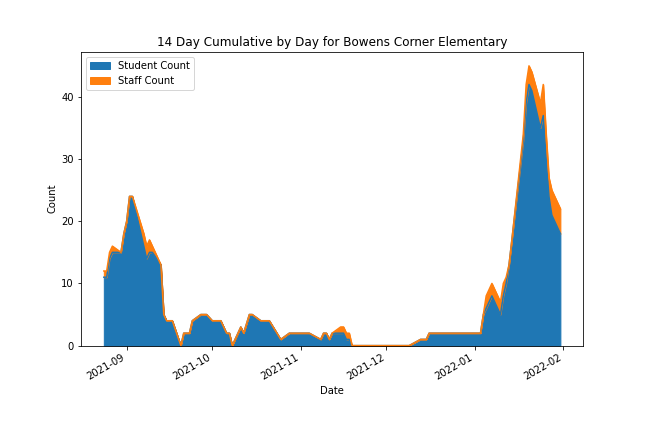 14 Day Cumulative by Day for Bowens Corner Elementary
Student Count
Staff Count
40
30
20
10
0
Count
2021-09
2021-10
2021-11
2021-12
2022-01
2022-02
Date